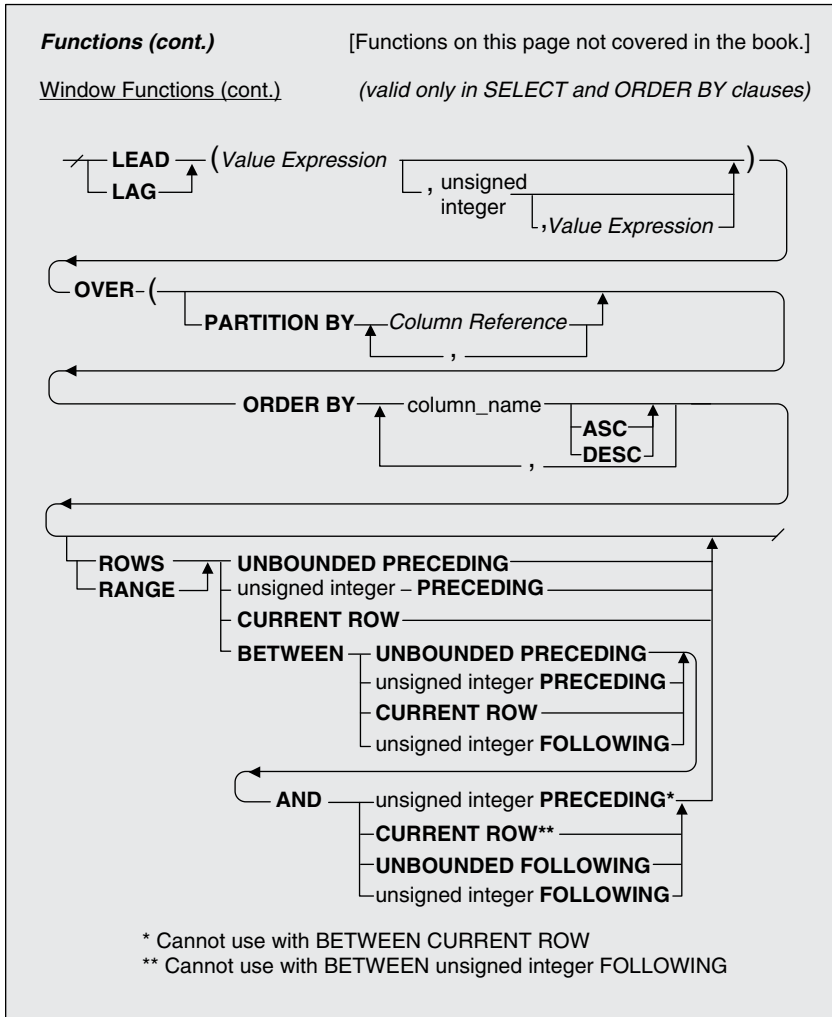 Functions (cont.) [Functions on this page not covered in the book.]
Window Functions (cont.) (valid only in SELECT and ORDER BY clauses)
LEAD (Value Expression )
LAG , unsigned integer ,Value Expression
OVER (
PARTITION BY Column Reference
,
ORDER BY column_name
ASC
DESC
,
ROWS UNBOUNDED PRECEDING
RANGE unsigned integer PRECEDING
CURRENT ROW
BETWEEN UNBOUNDED PRECEDING
unsigned integer PRECEDING
CURRENT ROW
unsigned integer FOLLOWING
AND unsigned integer PRECEDING*
CURRENT ROW**
UNBOUNDED FOLLOWING
unsigned integer FOLLOWING
* Cannot use with BETWEEN CURRENT ROW
** Cannot use with BETWEEN unsigned integer FOLLOWING